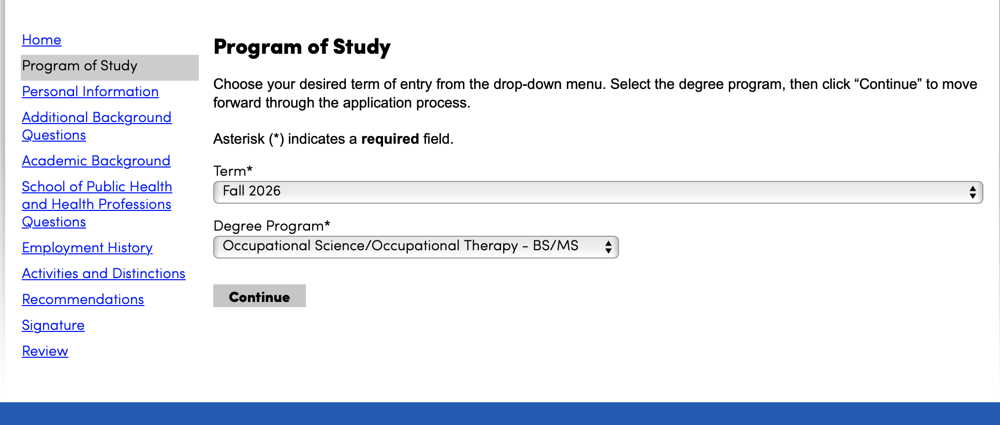 Home
Program of Study
Personal Information
Additional Background
Questions
Academic Background
School of Public Health
and Health Professions
Questions
Employment History
Activities and Distinctions
Recommendations
Signature
Review
Program of Study
Choose your desired term of entry from the drop-down menu. Select the degree program, then click “Continue” to move
forward through the application process.
Asterisk (*) indicates a required field.
Term*
Fall 2026
Degree Program*
Occupational Science/Occupational Therapy - BS/MS
Continue